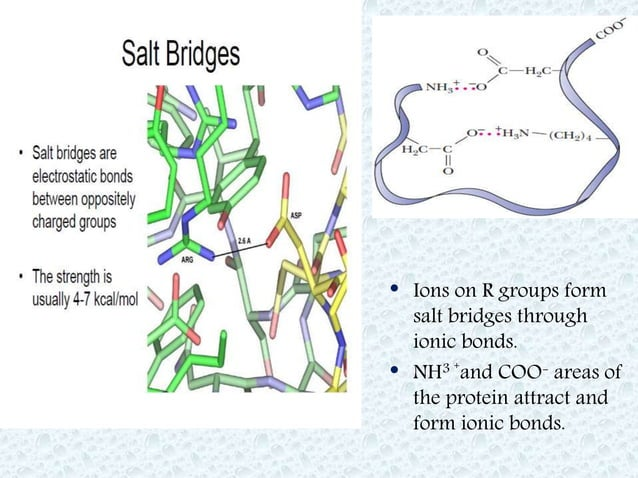 Salt Bridges
• Salt bridges are
electrostatic bonds
between oppositely
charged groups
• The strength is
usually 4-7 kcal/mol
ASP
2.6 A
ARG
COO⁻
O
C—H₂C—
NH₃⁺•••⁻O
O⁻••⁺H₃N—(CH₂)₄
H₂C—C
O
• Ions on R groups form
salt bridges through
ionic bonds.
• NH³ ⁺and COO⁻ areas of
the protein attract and
form ionic bonds.